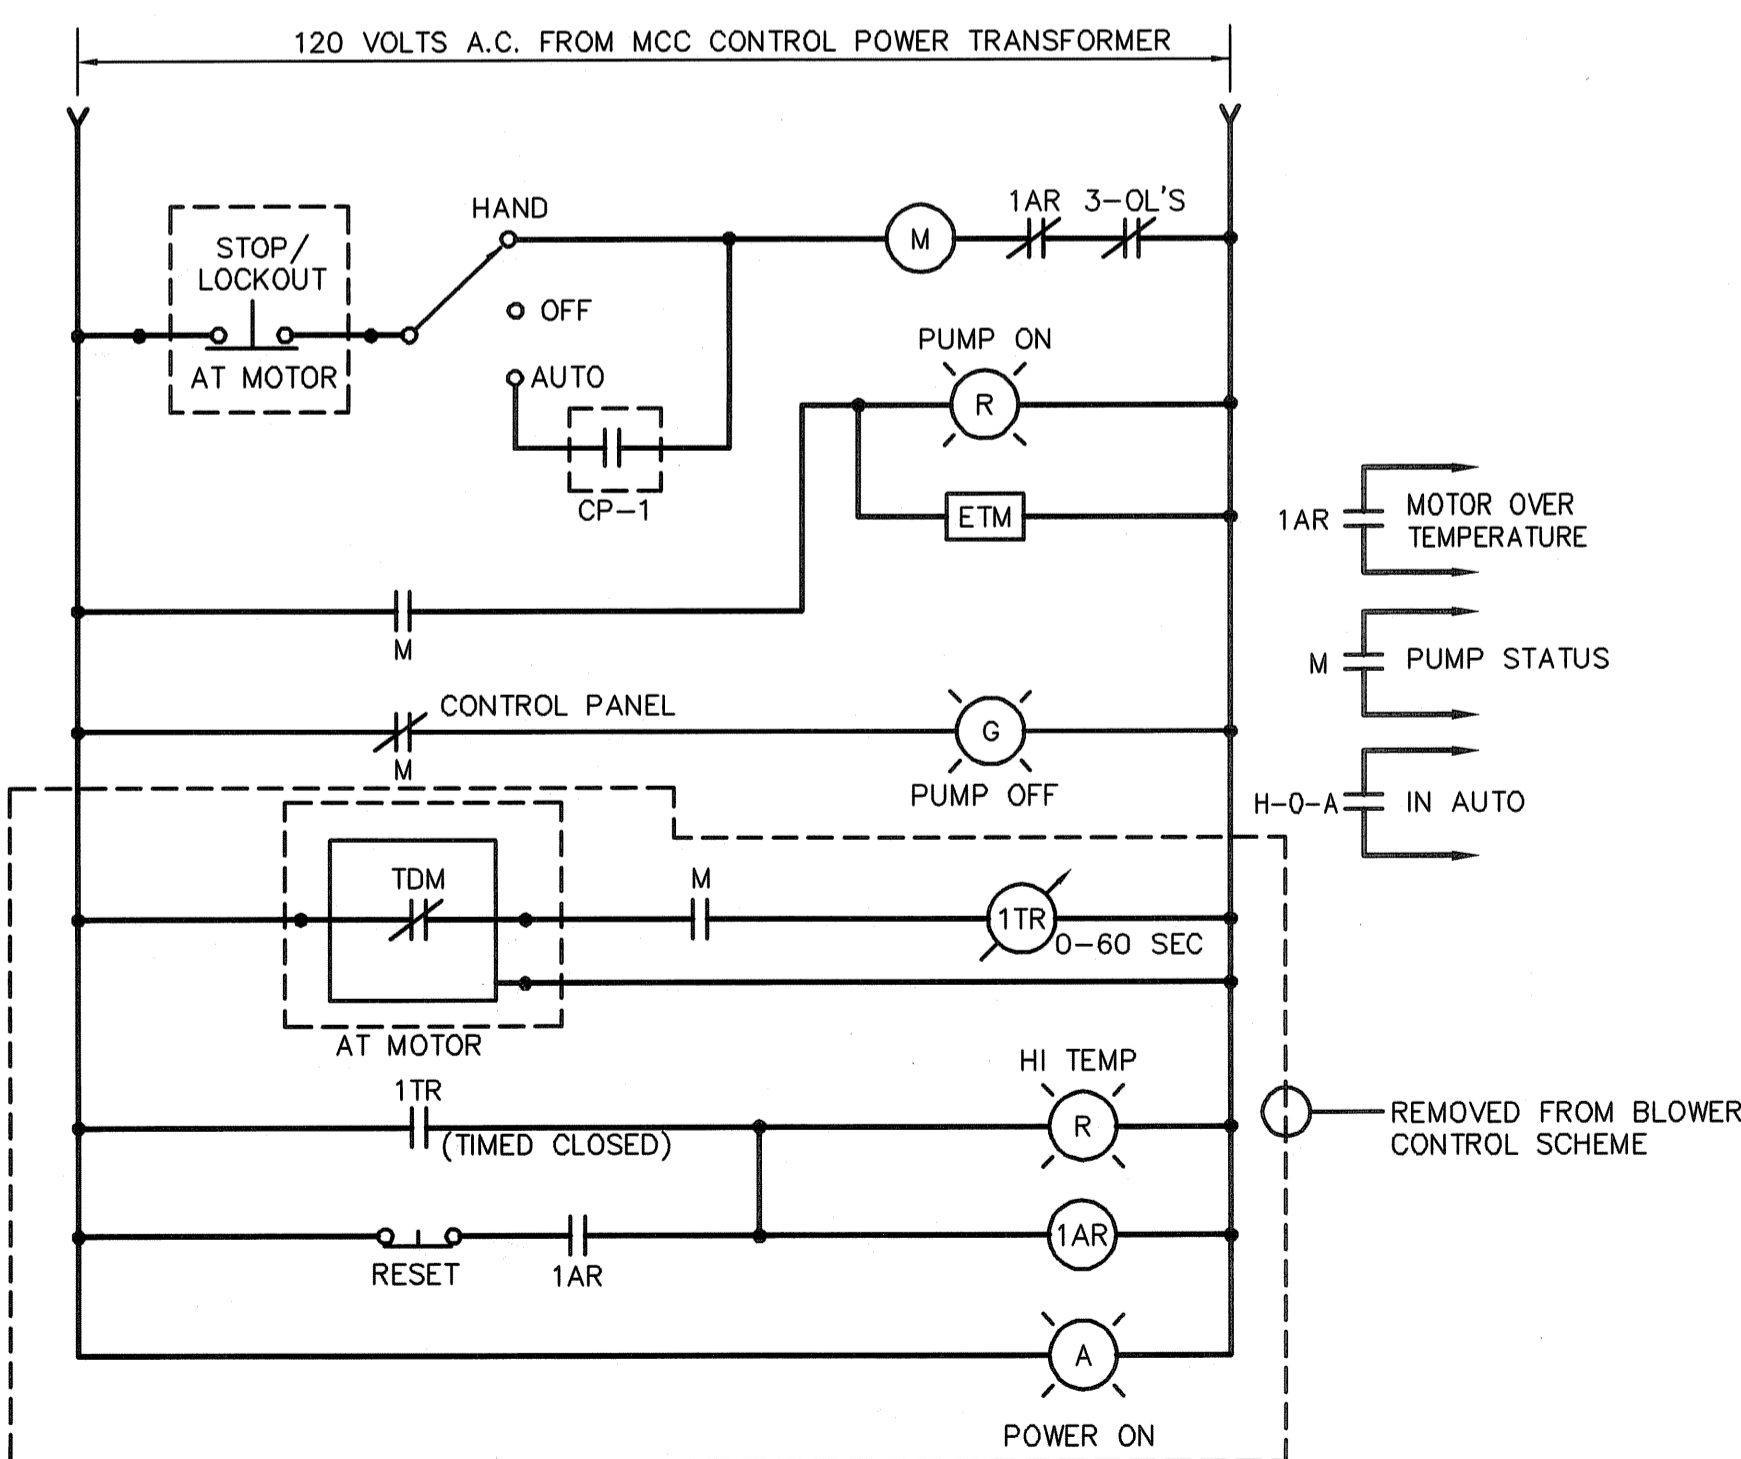 120 VOLTS A.C. FROM MCC CONTROL POWER TRANSFORMER
HAND
1AR 3-OL'S
STOP/
LOCKOUT
M
OFF
PUMP ON
AT MOTOR
AUTO
R
CP-1
ETM
1AR
MOTOR OVER
TEMPERATURE
M
M
PUMP STATUS
CONTROL PANEL
G
M
PUMP OFF
H-O-A
IN AUTO
TDM
M
1TR
0-60 SEC
AT MOTOR
HI TEMP
1TR
R
(TIMED CLOSED)
REMOVED FROM BLOWER
CONTROL SCHEME
1AR
RESET
1AR
A
POWER ON